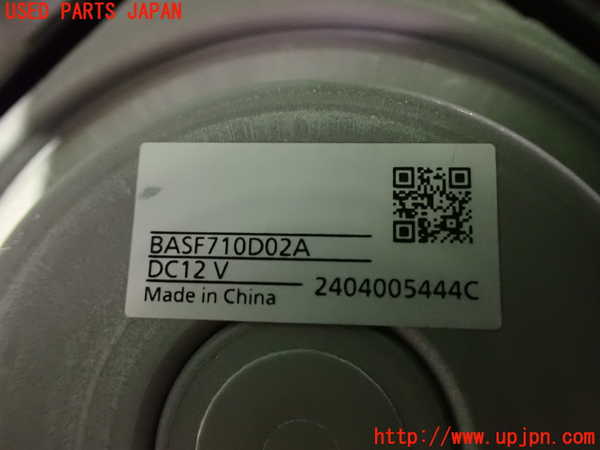 USED PARTS JAPAN
BASF710D02A
DC12 V
Made in China
2404005444C
http://www.upjpn.com/